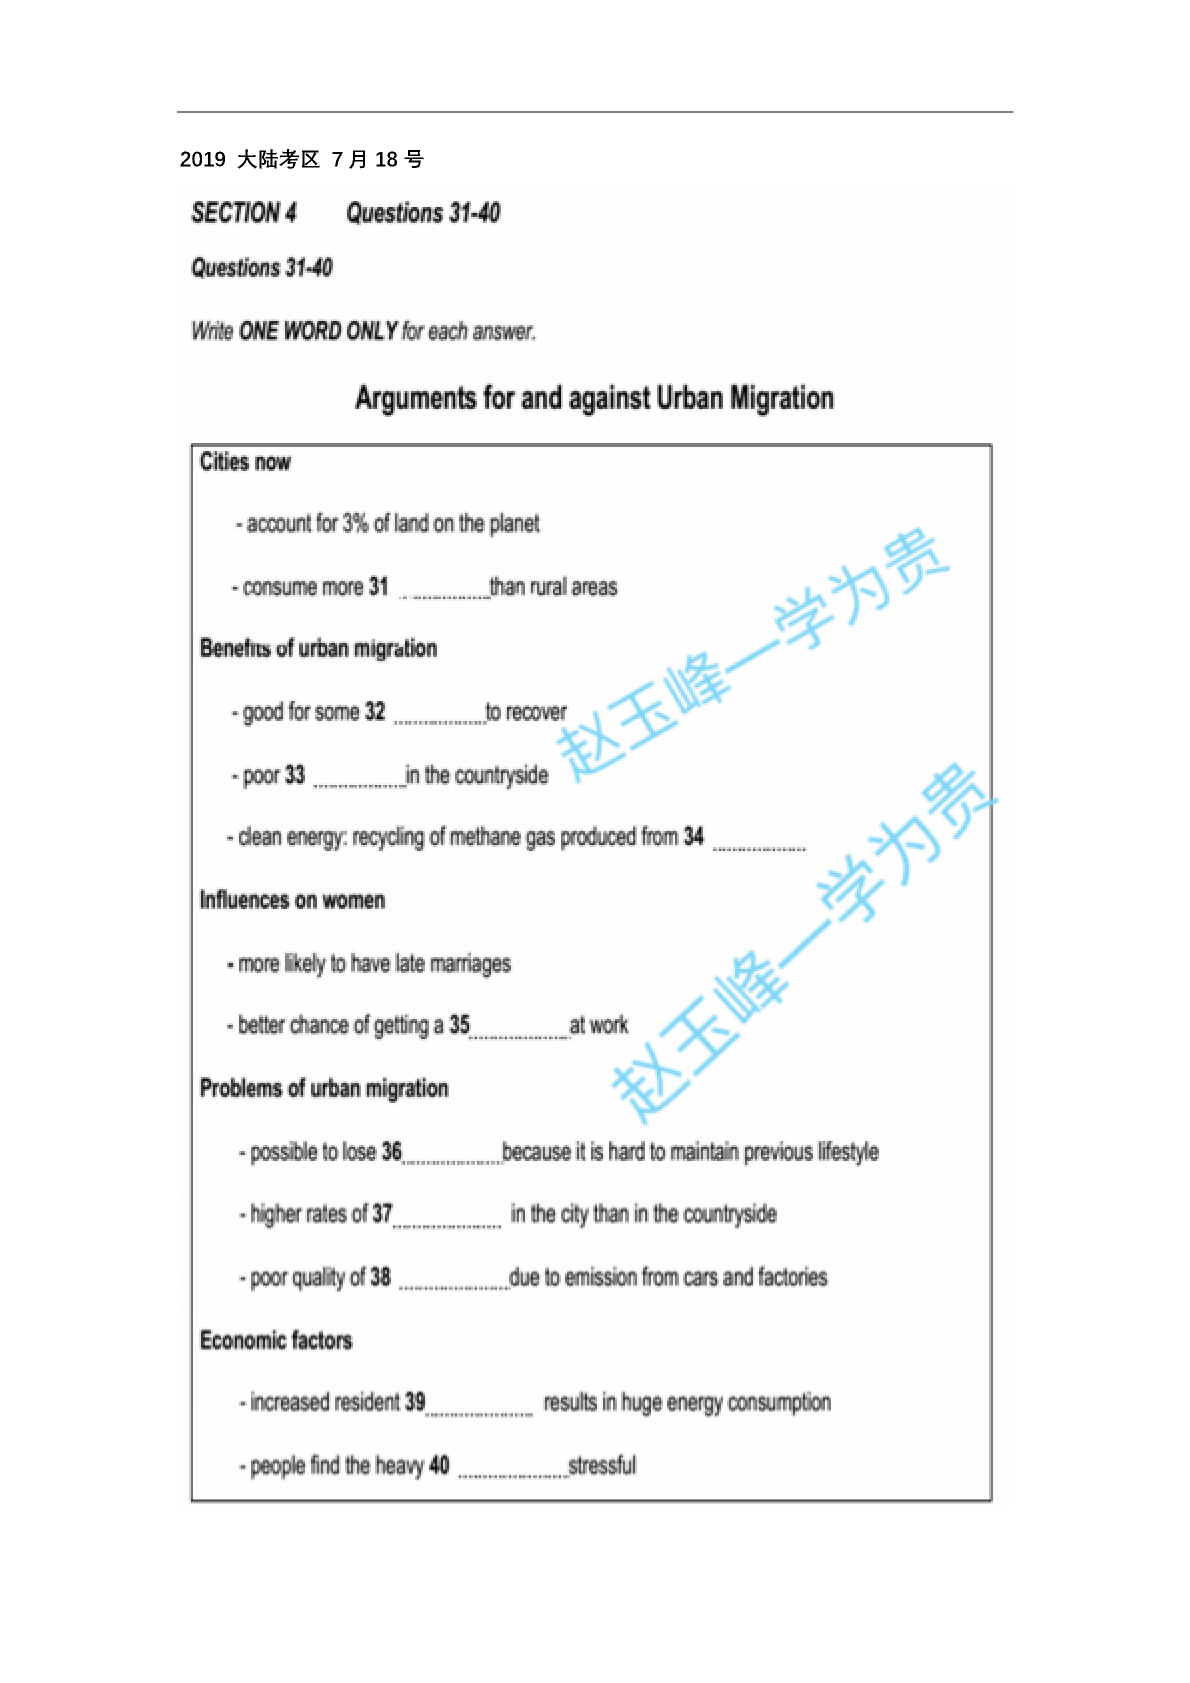 2019 大陆考区 7月18号
SECTION 4 Questions 31-40
Questions 31-40
Write ONE WORD ONLY for each answer.
Arguments for and against Urban Migration
Cities now
- account for 3% of land on the planet
- consume more 31 ..................than rural areas
Benefits of urban migration
- good for some 32 ..................to recover
- poor 33 ..................in the countryside
- clean energy: recycling of methane gas produced from 34 ..................
Influences on women
- more likely to have late marriages
- better chance of getting a 35..................at work
Problems of urban migration
- possible to lose 36..................because it is hard to maintain previous lifestyle
- higher rates of 37.................. in the city than in the countryside
- poor quality of 38 ..................due to emission from cars and factories
Economic factors
- increased resident 39.................. results in huge energy consumption
- people find the heavy 40 ..................stressful
赵玉峰—学为贵
赵玉峰—学为贵